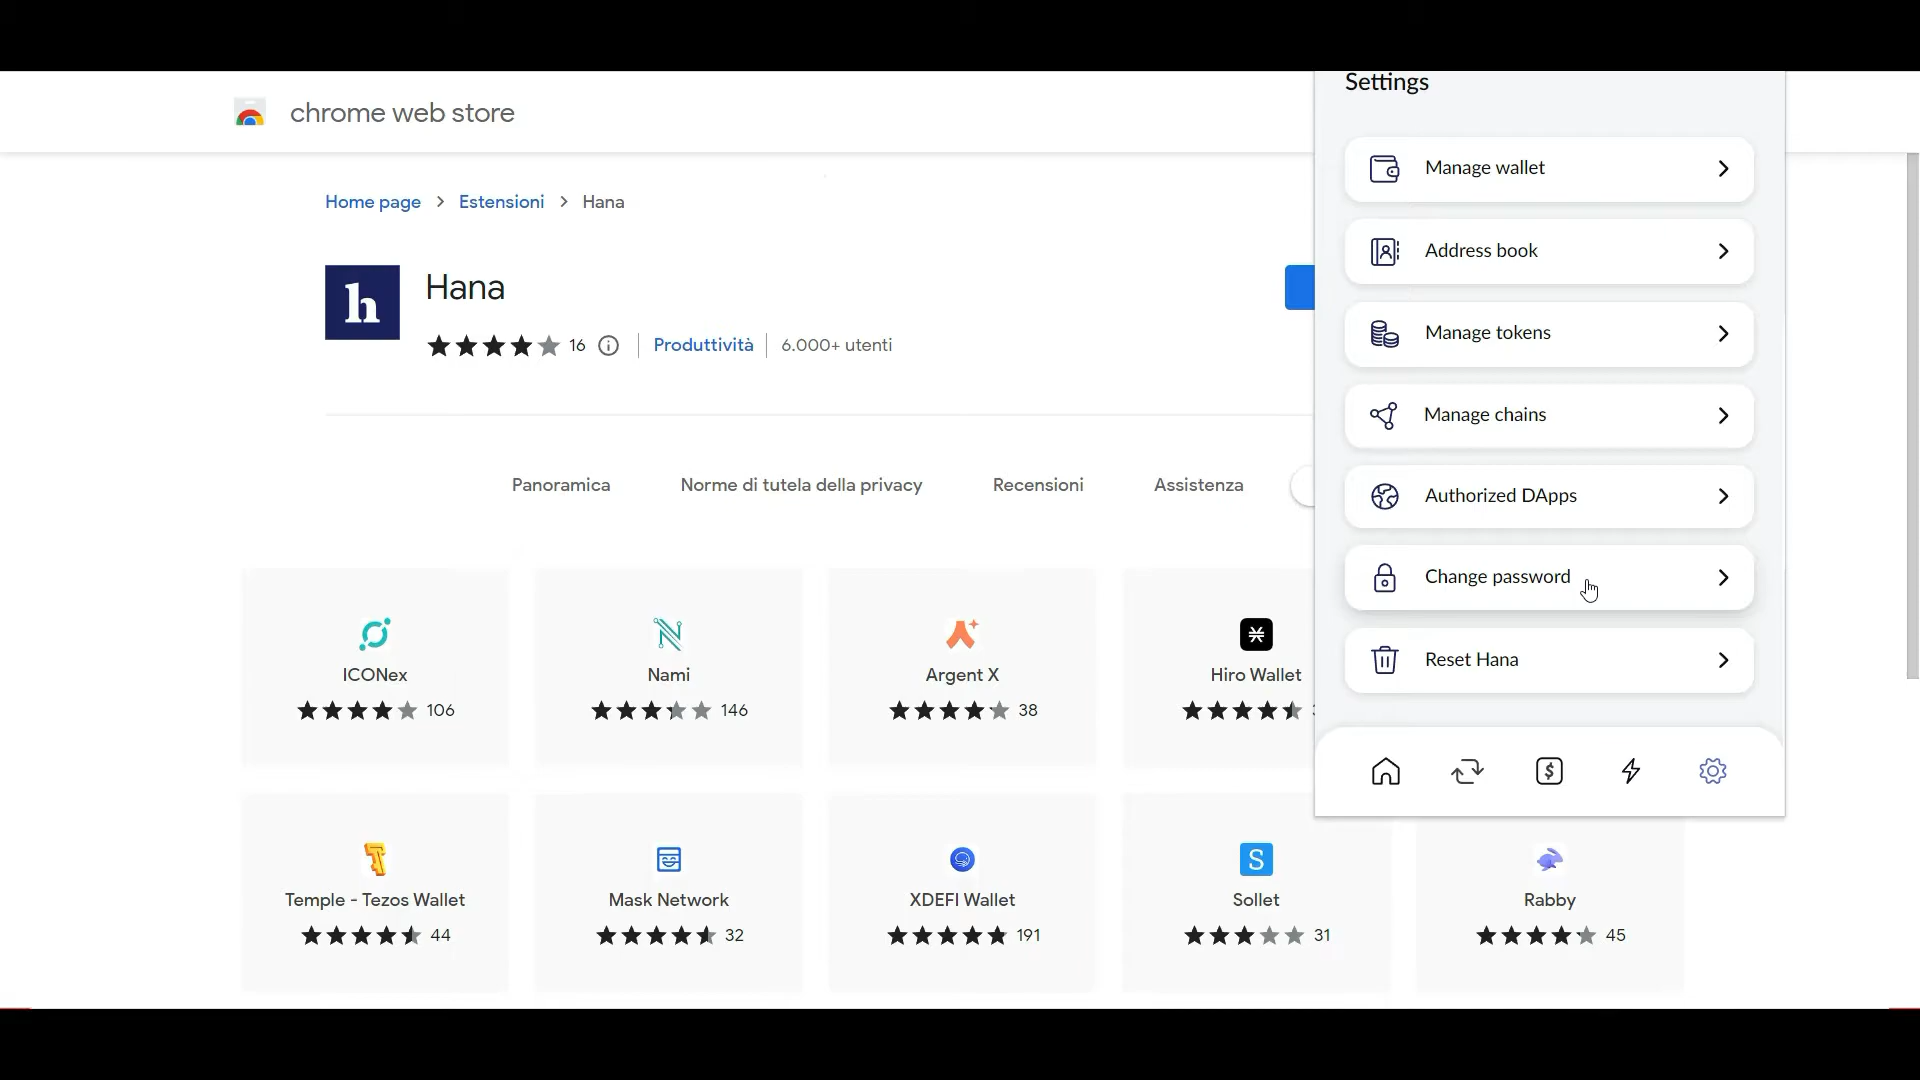 chrome web store
Home page > Estensioni > Hana
h
Hana
16 Produttività 6.000+ utenti
Panoramica Norme di tutela della privacy Recensioni Assistenza
ICONex Nami Argent X Hiro Wallet
106 146 38
Temple - Tezos Wallet Mask Network XDEFI Wallet Sollet Rabby
44 32 191 31 45
Settings
Manage wallet
Address book
Manage tokens
Manage chains
Authorized DApps
Change password
Reset Hana